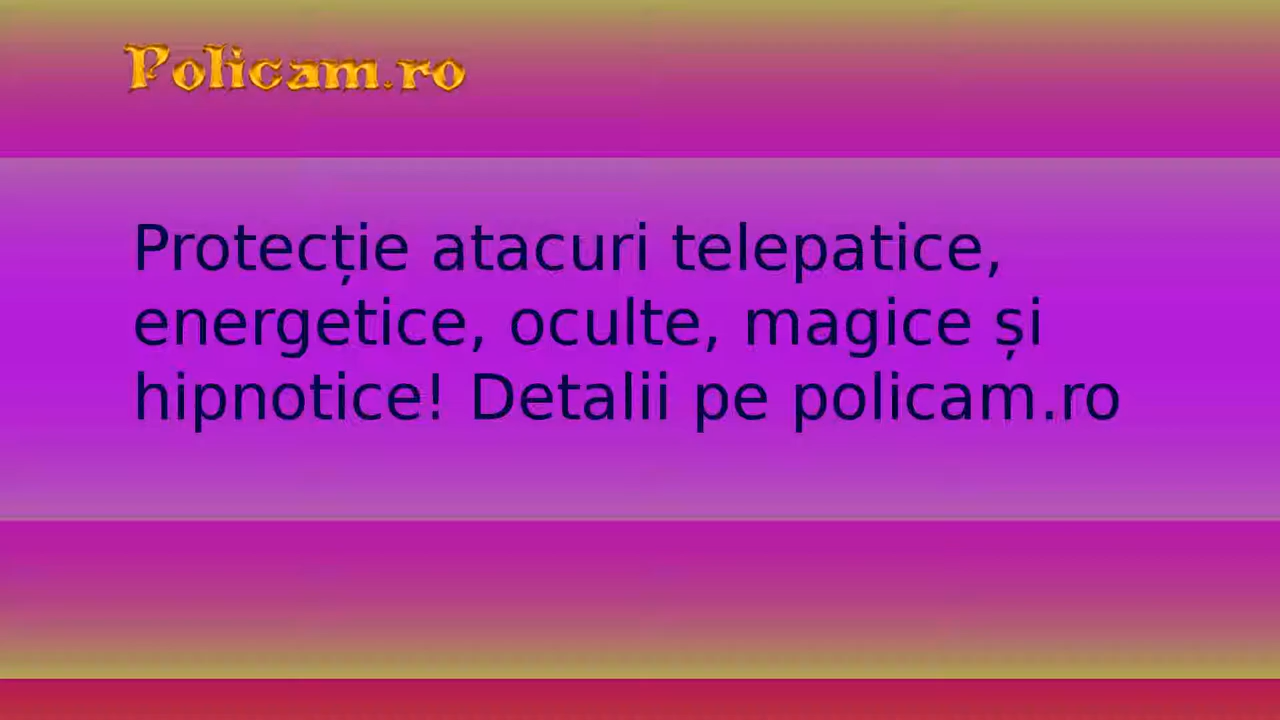 Policam.ro
Protecție atacuri telepatice,
energetice, oculte, magice și
hipnotice! Detalii pe policam.ro